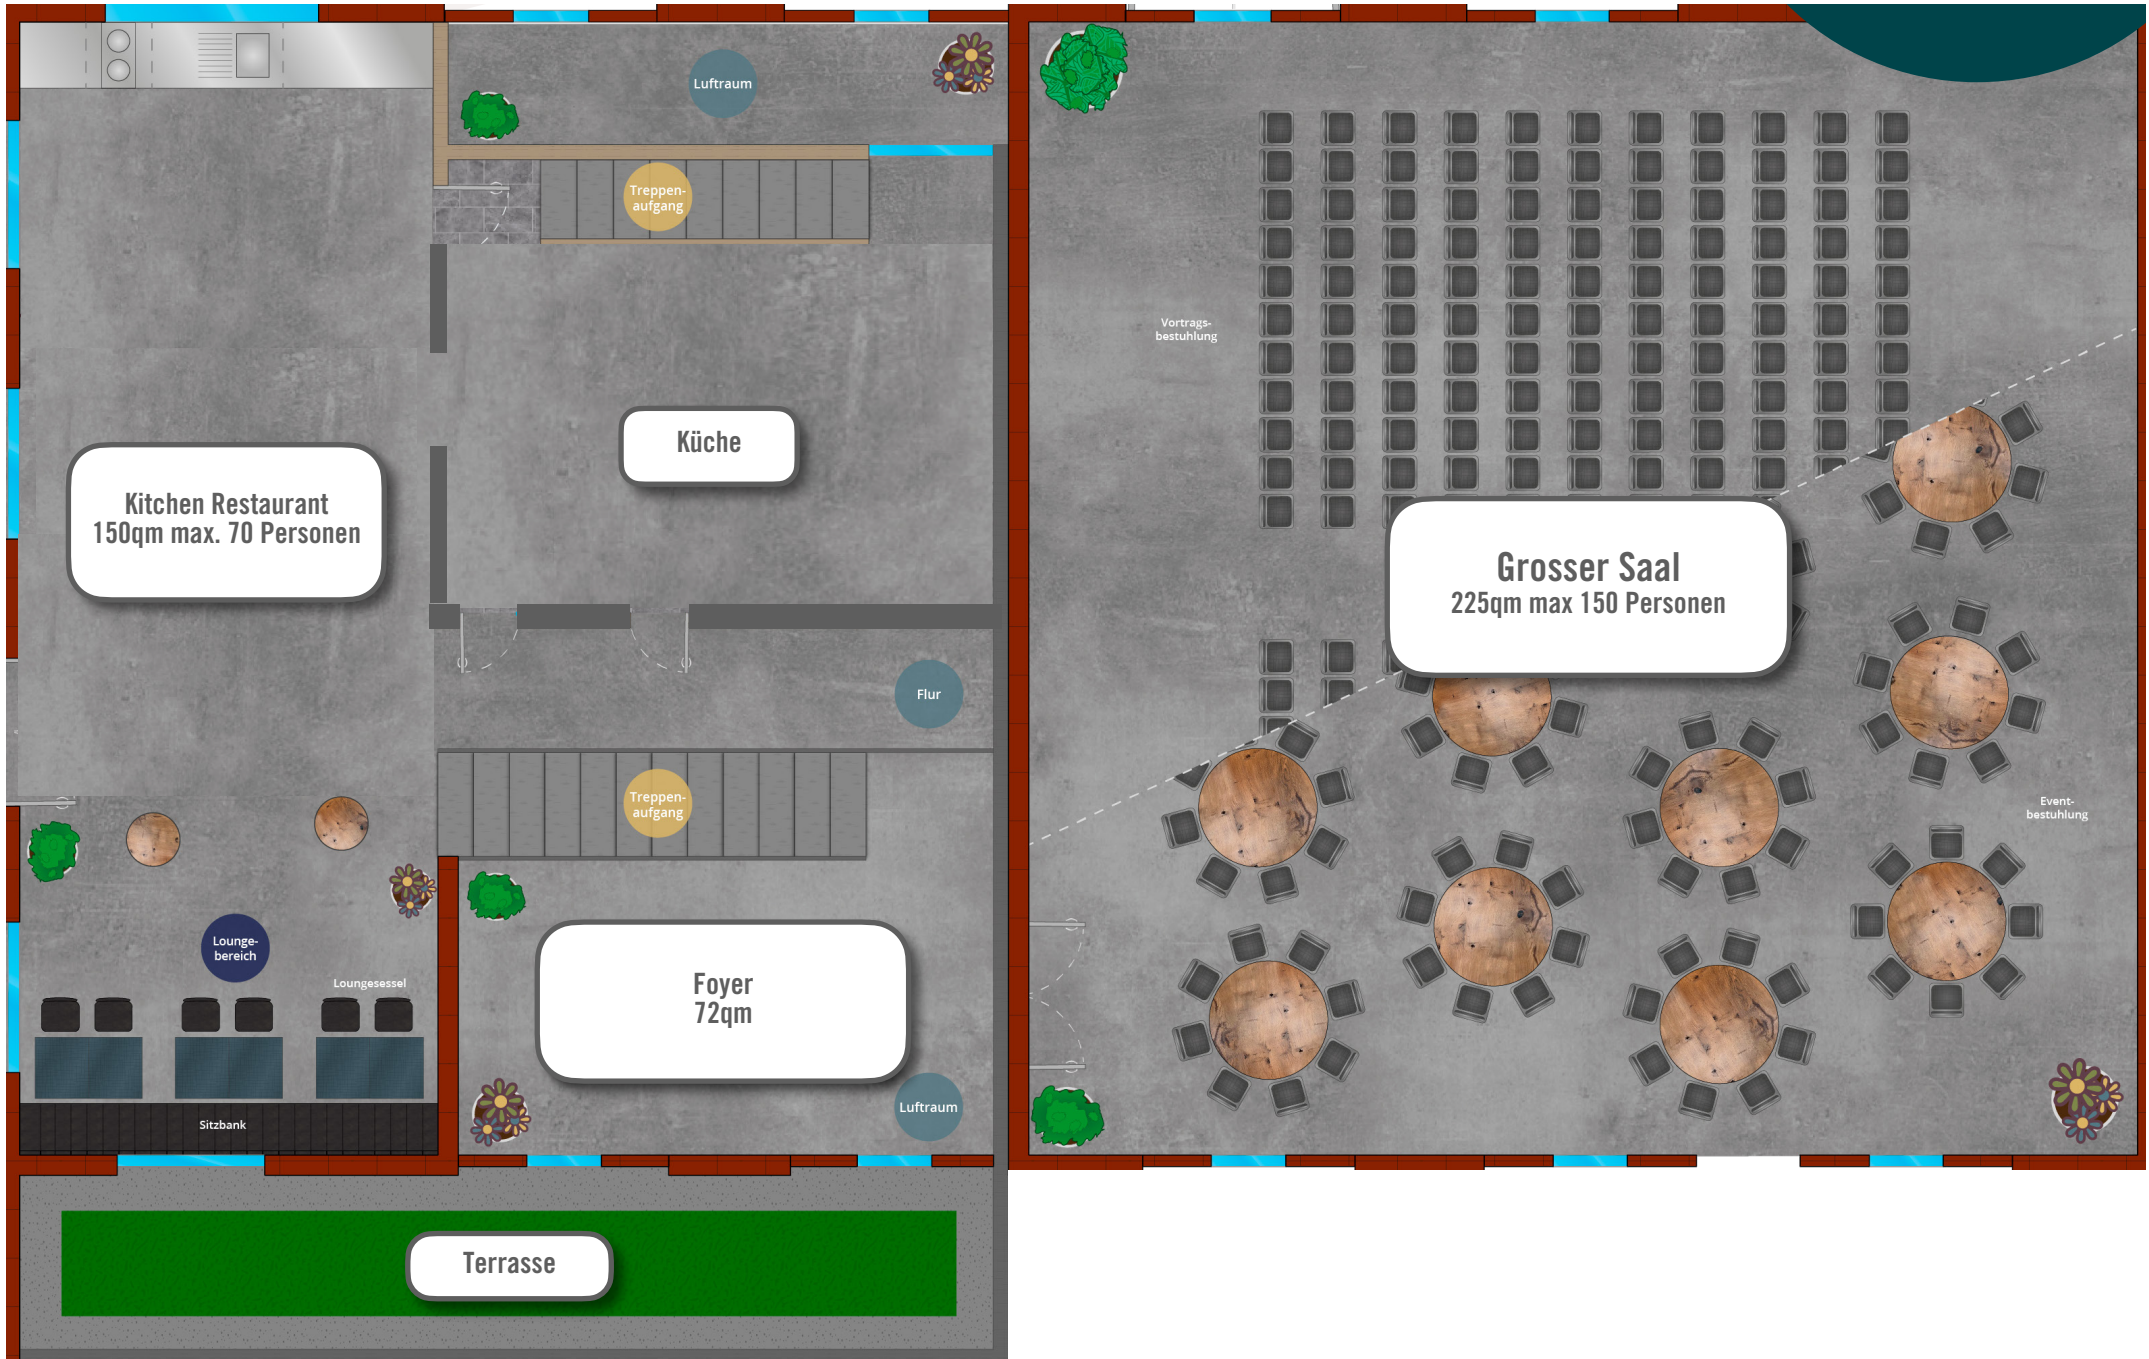 Luftraum
Treppen-
aufgang
Küche
Kitchen Restaurant
150qm max. 70 Personen
Vortrags-
bestuhlung
Grosser Saal
225qm max 150 Personen
Flur
Treppen-
aufgang
Event-
bestuhlung
Lounge-
bereich
Loungesessel
Foyer
72qm
Luftraum
Sitzbank
Terrasse